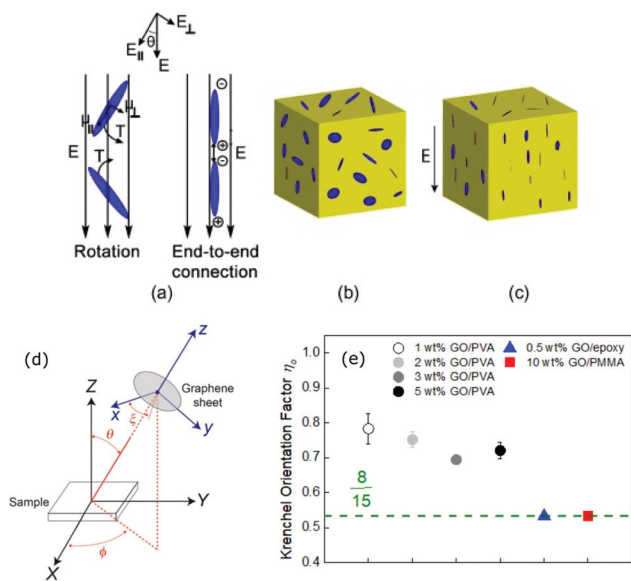 E∥ θ E⊥
E
μ∥ μ⊥
T
E
T
E
Rotation
⊖
⊕
⊖
E
⊕
End-to-end
connection
(a)
(b)
E
(c)
(d)
Z
z
Graphene
sheet
x
ξ
y
θ
Sample
Y
ϕ
X
(e)
1 wt% GO/PVA
2 wt% GO/PVA
3 wt% GO/PVA
5 wt% GO/PVA
0.5 wt% GO/epoxy
10 wt% GO/PMMA
Krenchel Orientation Factor ηₒ
1.0
0.9
0.8
0.7
0.6
0.5
0.4
8
15